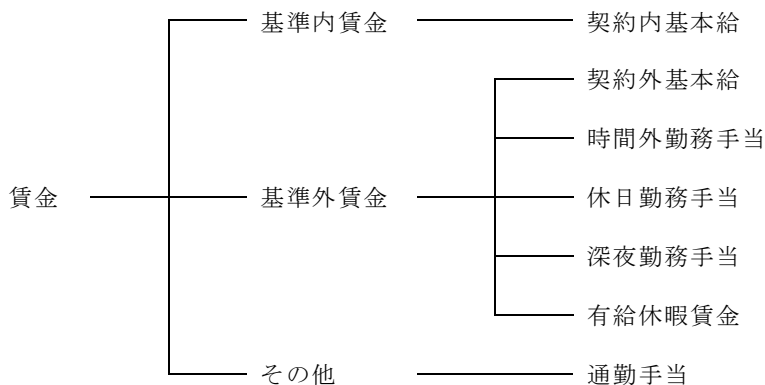 基準内賃金 契約内基本給
契約外基本給
時間外勤務手当
賃金 基準外賃金 休日勤務手当
深夜勤務手当
有給休暇賃金
その他 通勤手当